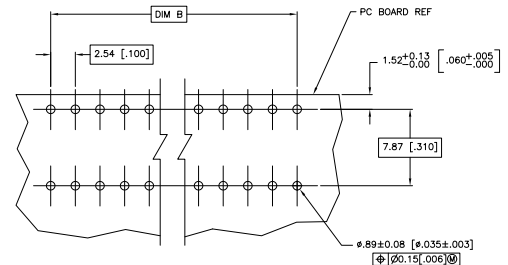 DIM B
PC BOARD REF
2.54 [.100]
1.52+0.13 -0.00 [.060+.005 -.000]
7.87 [.310]
ø.89±0.08 [ø.035±.003]
⌖ Ø0.15[.006]Ⓜ